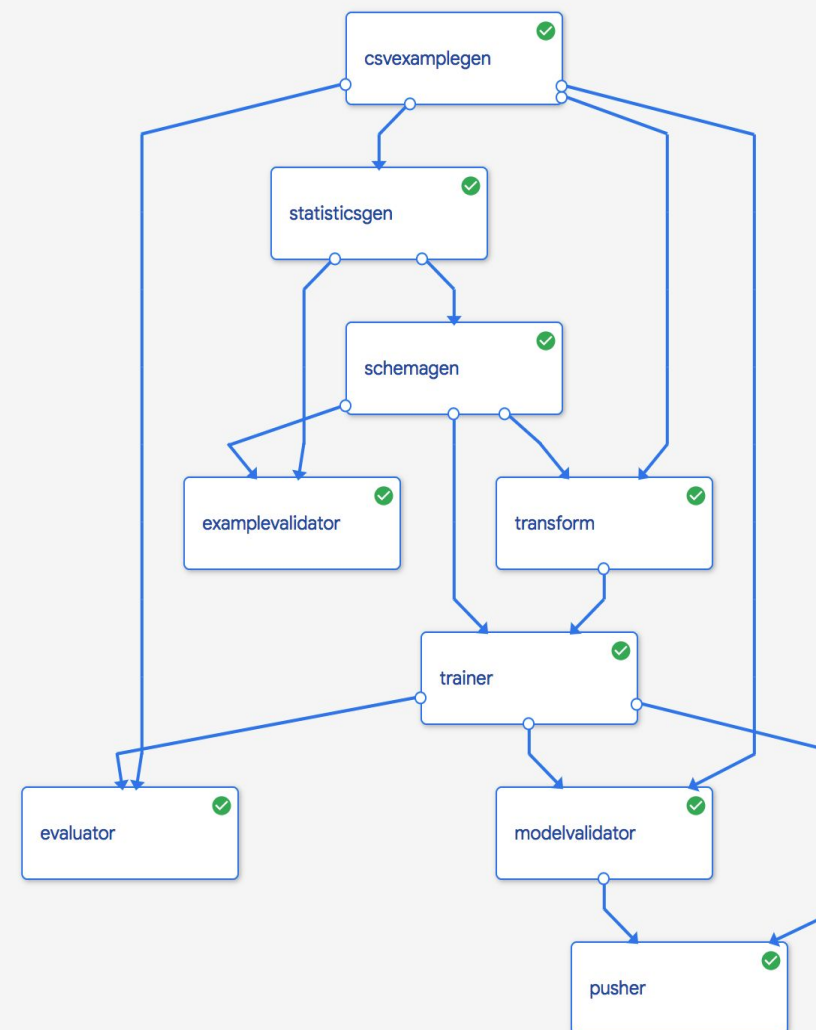 csvexamplegen
statisticsgen
schemagen
examplevalidator
transform
trainer
evaluator
modelvalidator
pusher